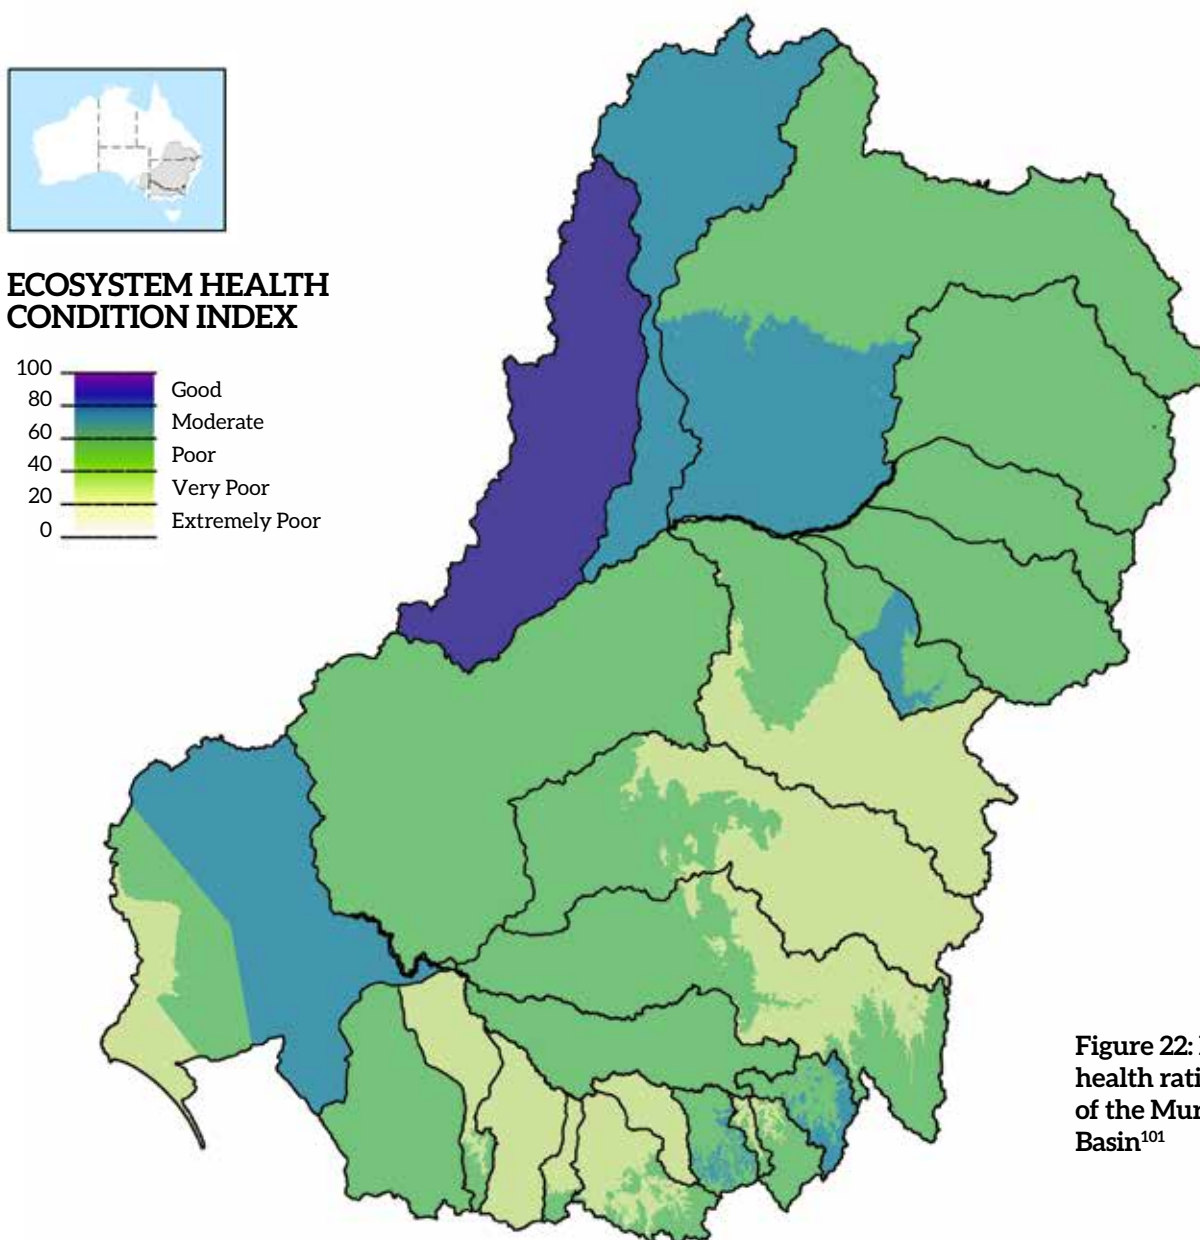 ECOSYSTEM HEALTH
CONDITION INDEX
100
Good
80
Moderate
60
Poor
40
Very Poor
20
Extremely Poor
0
Figure 22:
health rati
of the Mur
Basin101